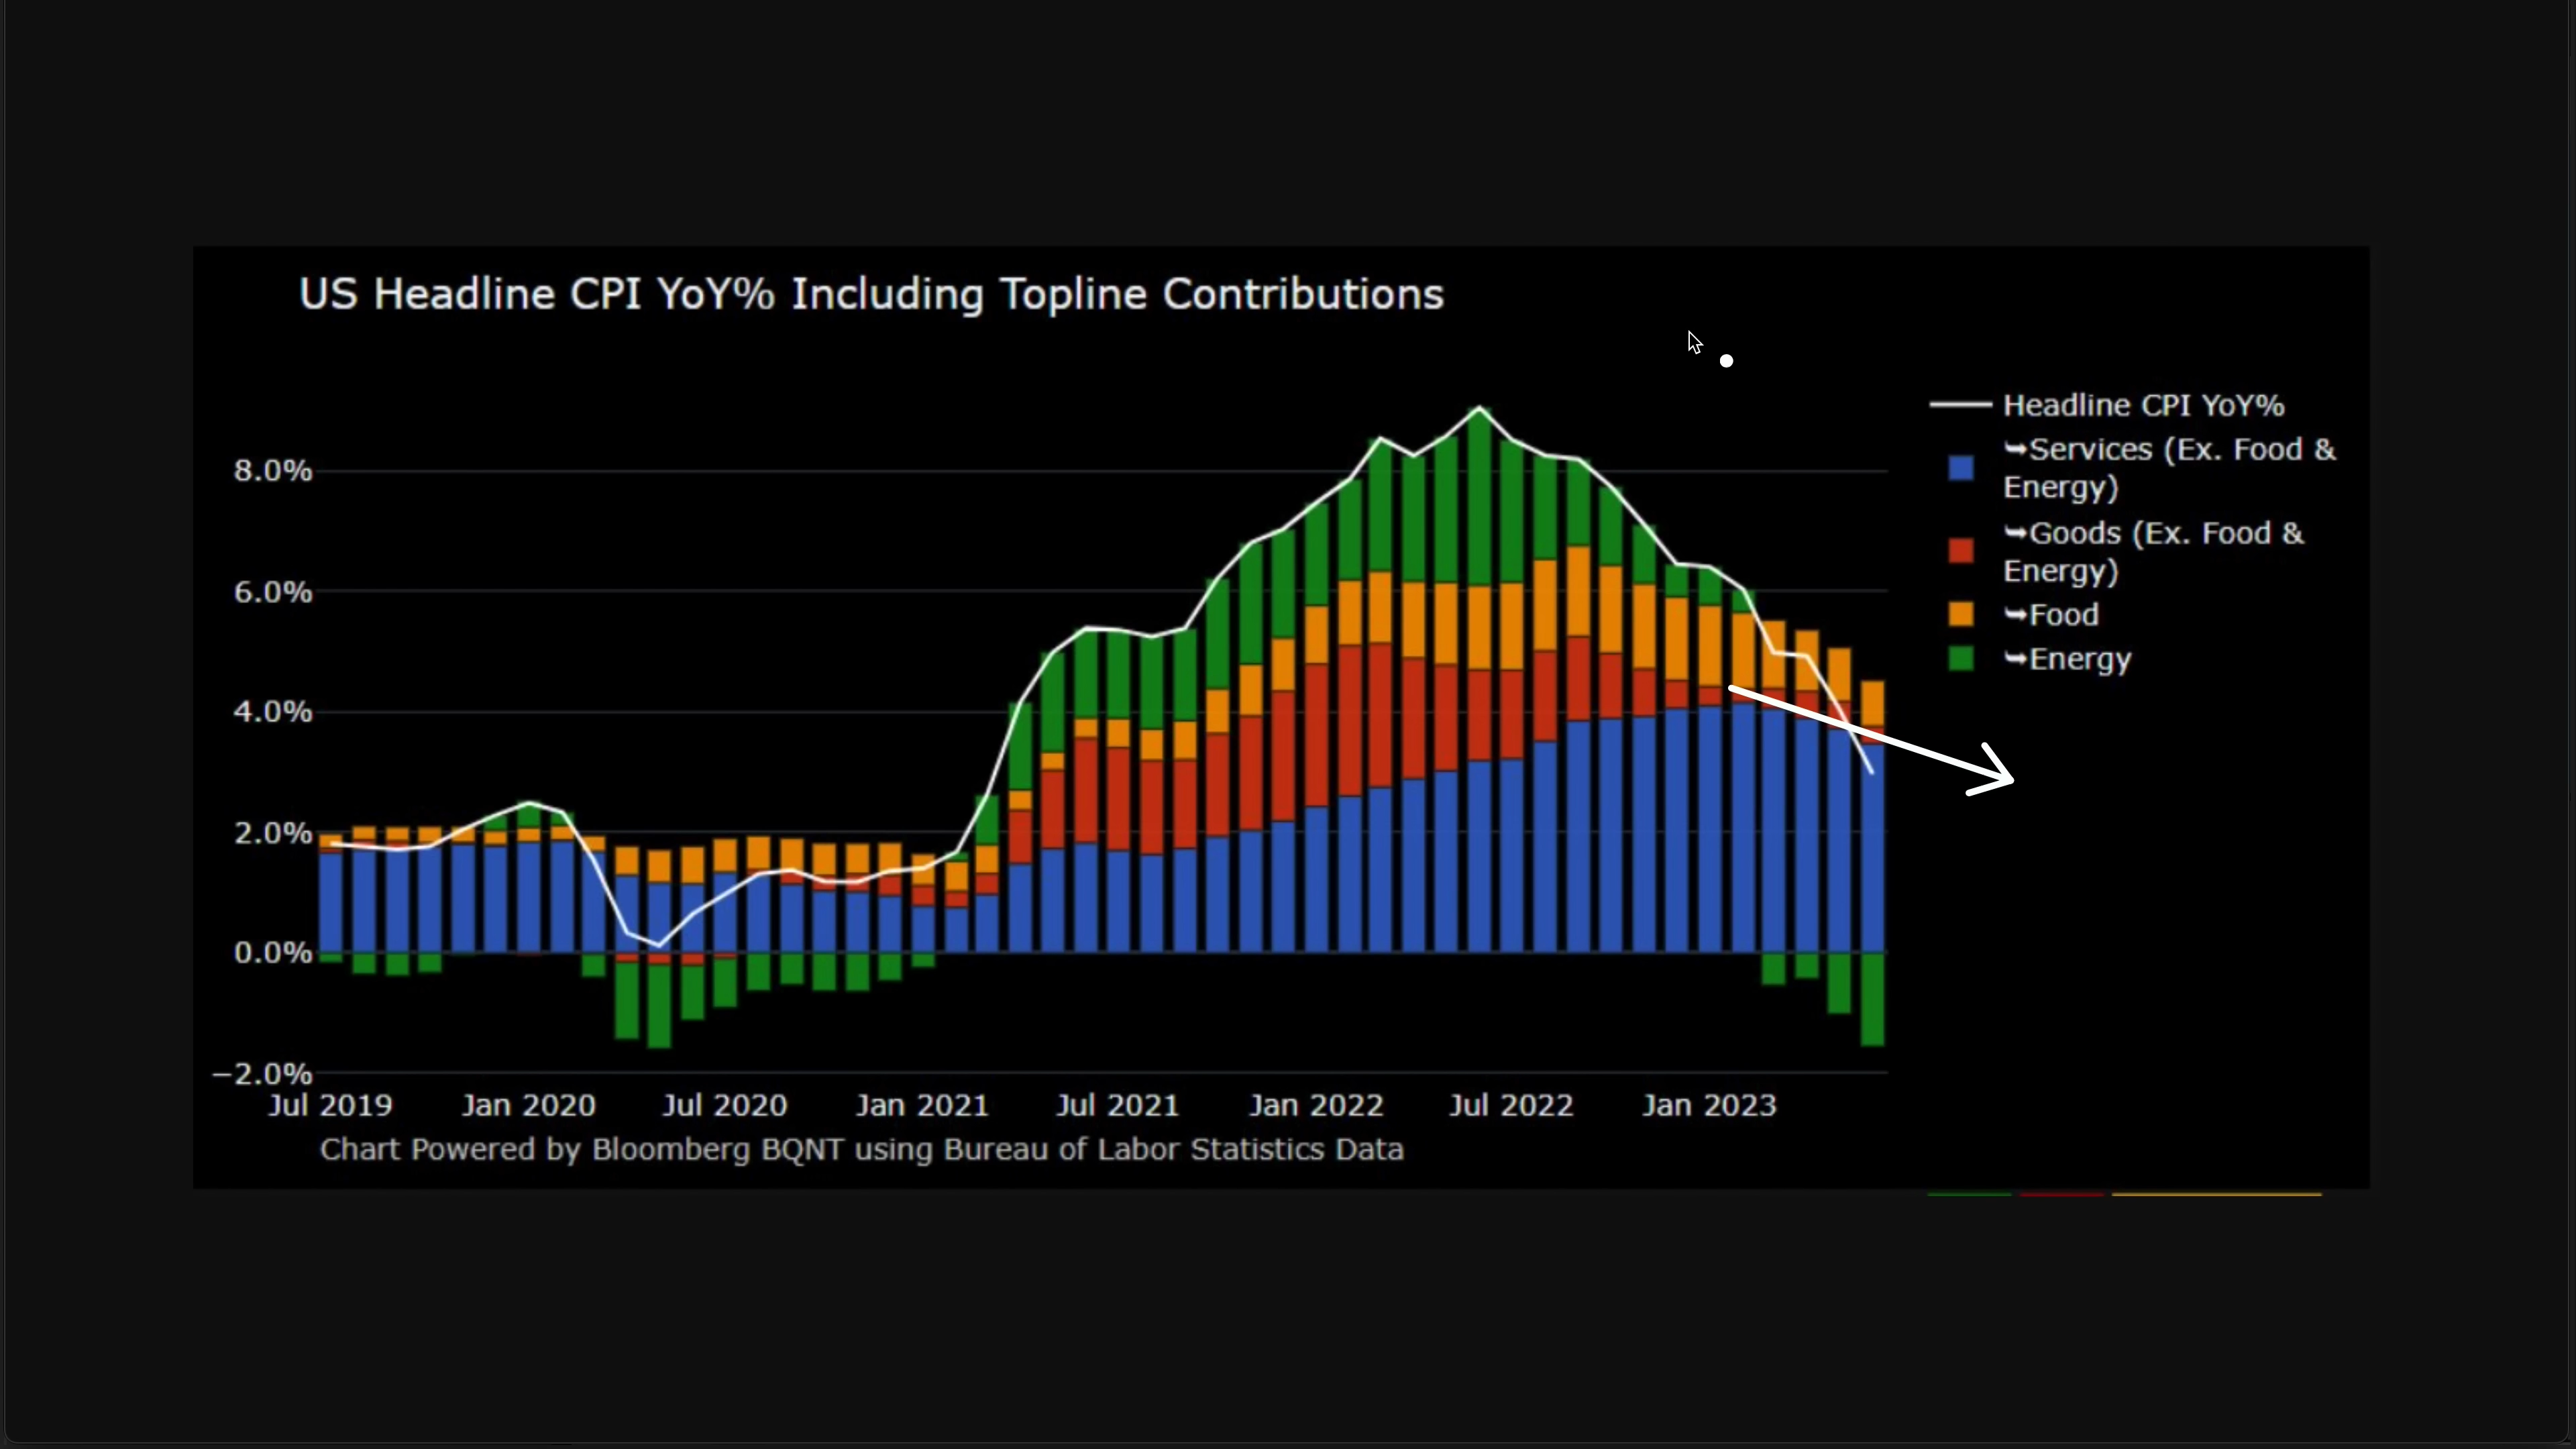 US Headline CPI YoY% Including Topline Contributions
Headline CPI YoY%
➥Services (Ex. Food &
Energy)
➥Goods (Ex. Food &
Energy)
➥Food
➥Energy
8.0%
6.0%
4.0%
2.0%
0.0%
−2.0%
Jul 2019 Jan 2020 Jul 2020 Jan 2021 Jul 2021 Jan 2022 Jul 2022 Jan 2023
Chart Powered by Bloomberg BQNT using Bureau of Labor Statistics Data